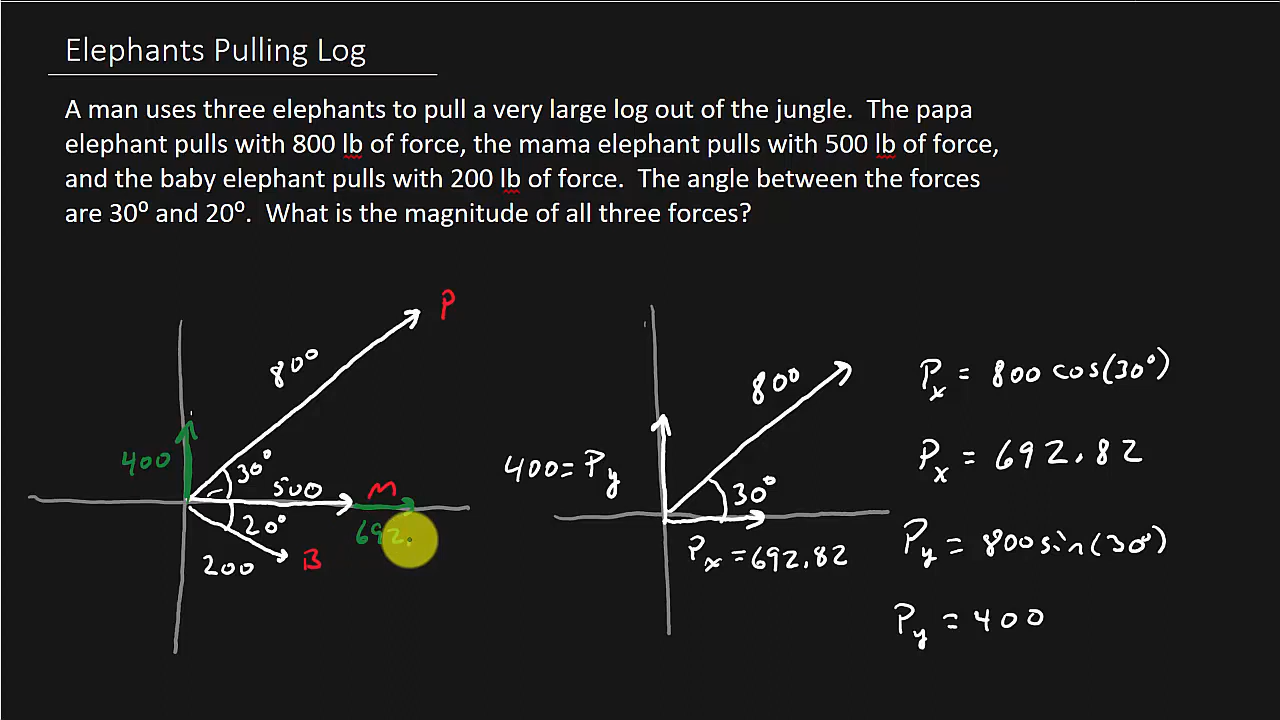 Elephants Pulling Log
A man uses three elephants to pull a very large log out of the jungle. The papa
elephant pulls with 800 lb of force, the mama elephant pulls with 500 lb of force,
and the baby elephant pulls with 200 lb of force. The angle between the forces
are 30⁰ and 20⁰. What is the magnitude of all three forces?
P
800
400
30°
500
M
20°
692.
200
B
800
400 = Py
30°
Px = 692.82
Px = 800 cos(30°)
Px = 692.82
Py = 800 sin(30°)
Py = 400